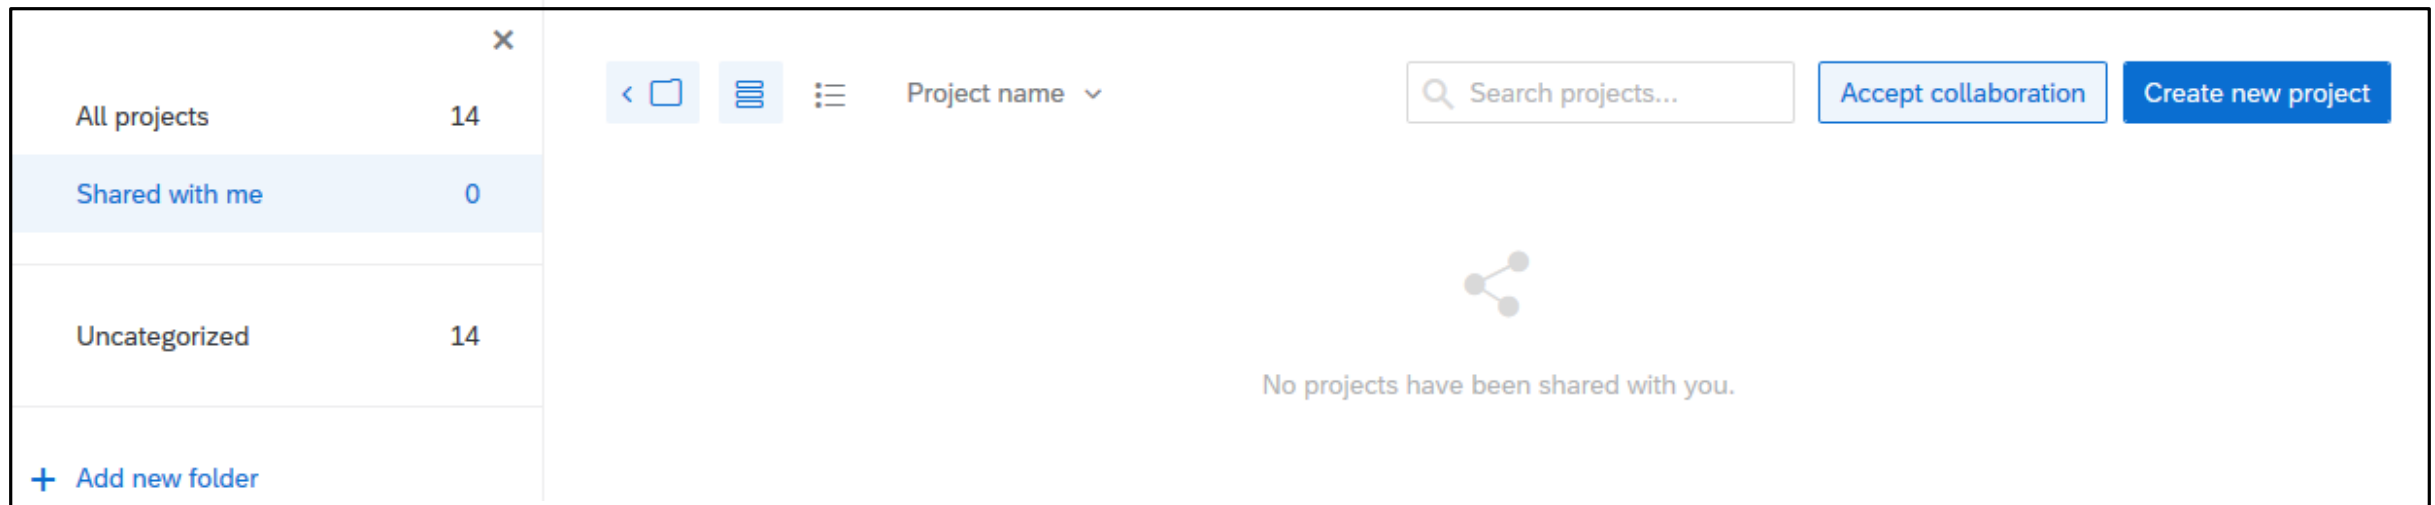 All projects 14
Shared with me 0
Uncategorized 14
+ Add new folder
Project name
Search projects...
Accept collaboration
Create new project
No projects have been shared with you.